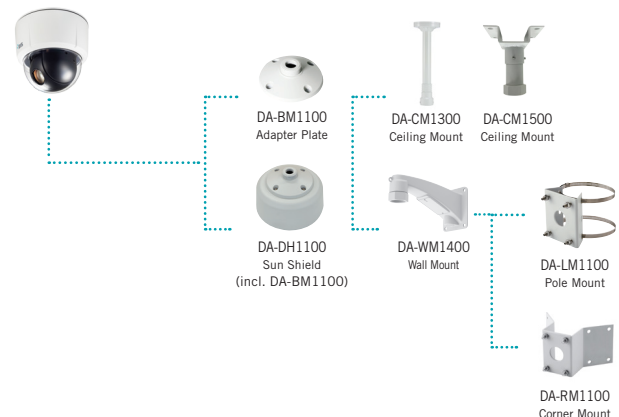 DA-BM1100
Adapter Plate
DA-CM1300
Ceiling Mount
DA-CM1500
Ceiling Mount
DA-DH1100
Sun Shield
(incl. DA-BM1100)
DA-WM1400
Wall Mount
DA-LM1100
Pole Mount
DA-RM1100
Corner Mount